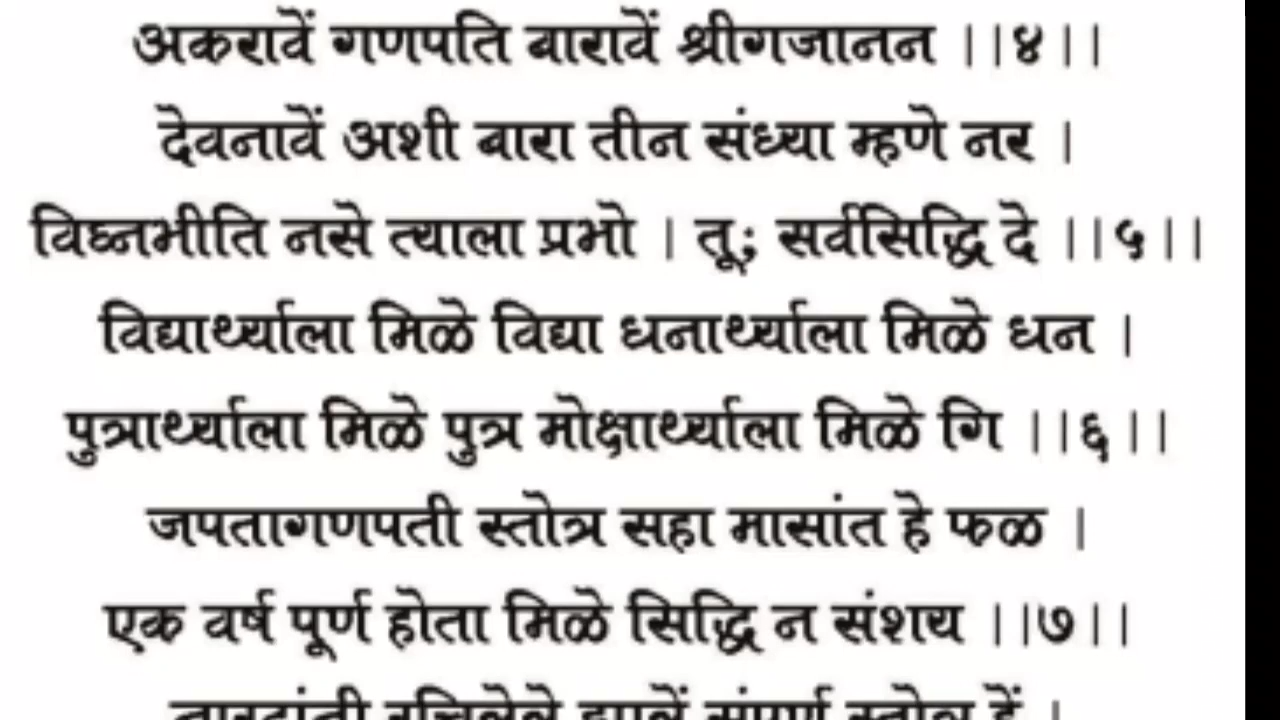 अकरावें गणपति बारावें श्रीगजानन ।।४।।
देवनावें अशी बारा तीन संध्या म्हणे नर ।
विघ्नभीति नसे त्याला प्रभो । तू; सर्वसिद्धि दे ।।५।।
विद्यार्थ्याला मिळे विद्या धनार्थ्याला मिळे धन ।
पुत्रार्थ्याला मिळे पुत्र मोक्षार्थ्याला मिळे गि ।।६।।
जपतागणपती स्तोत्र सहा मासांत हे फळ ।
एक वर्ष पूर्ण होता मिळे सिद्धि न संशय ।।७।।